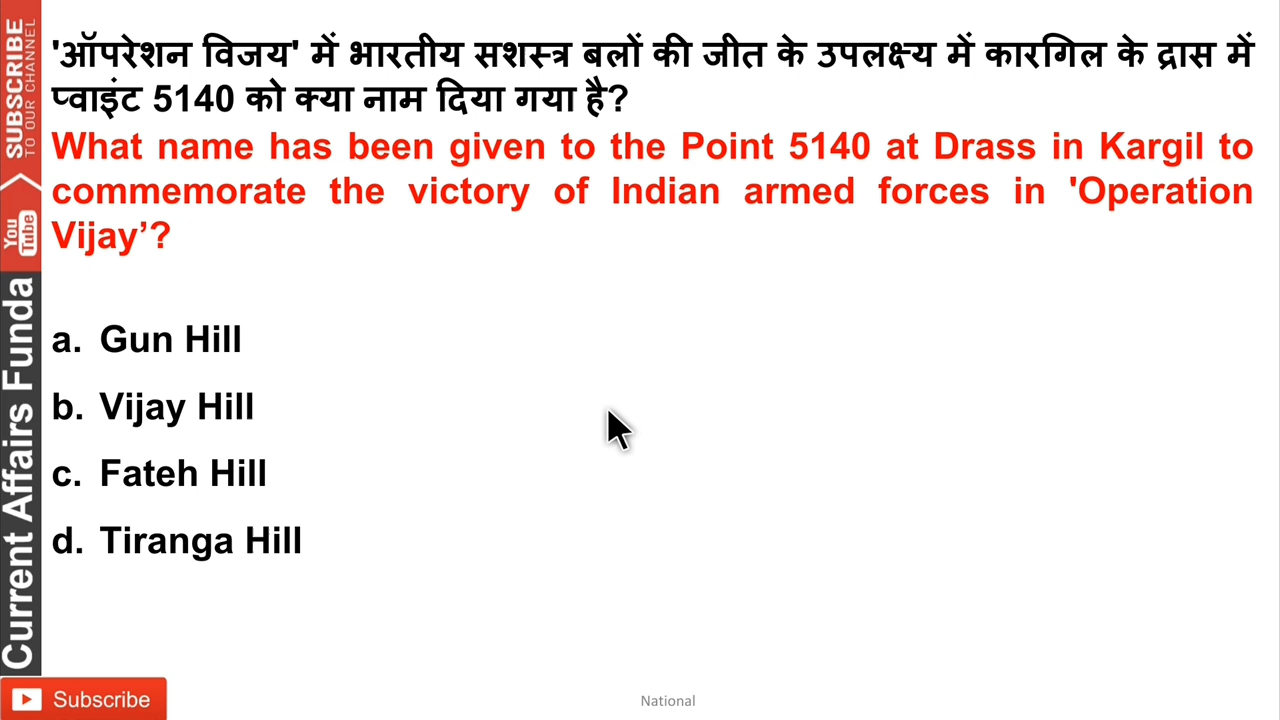 'ऑपरेशन विजय' में भारतीय सशस्त्र बलों की जीत के उपलक्ष्य में कारगिल के द्रास में
प्वाइंट 5140 को क्या नाम दिया गया है?
What name has been given to the Point 5140 at Drass in Kargil to
commemorate the victory of Indian armed forces in 'Operation
Vijay’?
a. Gun Hill
b. Vijay Hill
c. Fateh Hill
d. Tiranga Hill
SUBSCRIBE
TO OUR CHANNEL
You
Tube
Current Affairs Funda
Subscribe
National